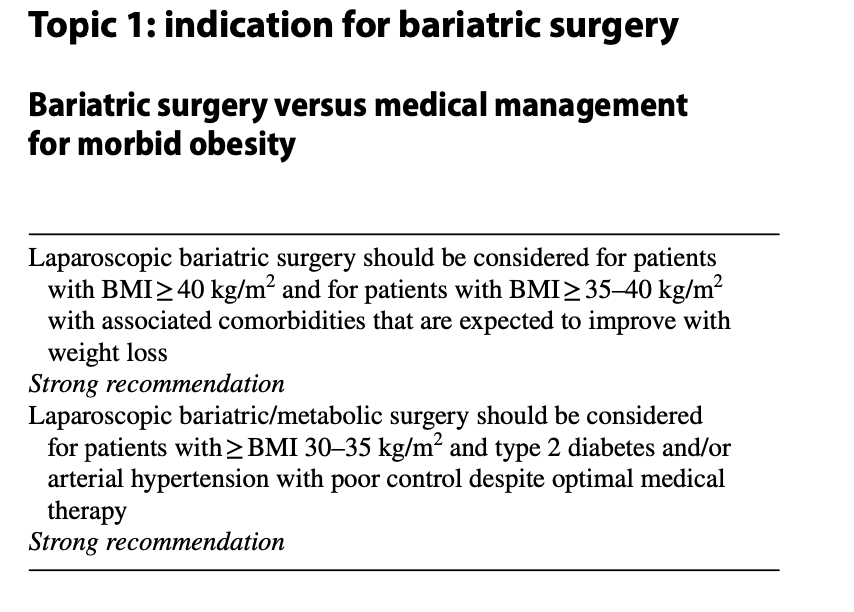 Topic 1: indication for bariatric surgery
Bariatric surgery versus medical management
for morbid obesity
Laparoscopic bariatric surgery should be considered for patients
with BMI ≥ 40 kg/m² and for patients with BMI ≥ 35–40 kg/m²
with associated comorbidities that are expected to improve with
weight loss
Strong recommendation
Laparoscopic bariatric/metabolic surgery should be considered
for patients with ≥ BMI 30–35 kg/m² and type 2 diabetes and/or
arterial hypertension with poor control despite optimal medical
therapy
Strong recommendation